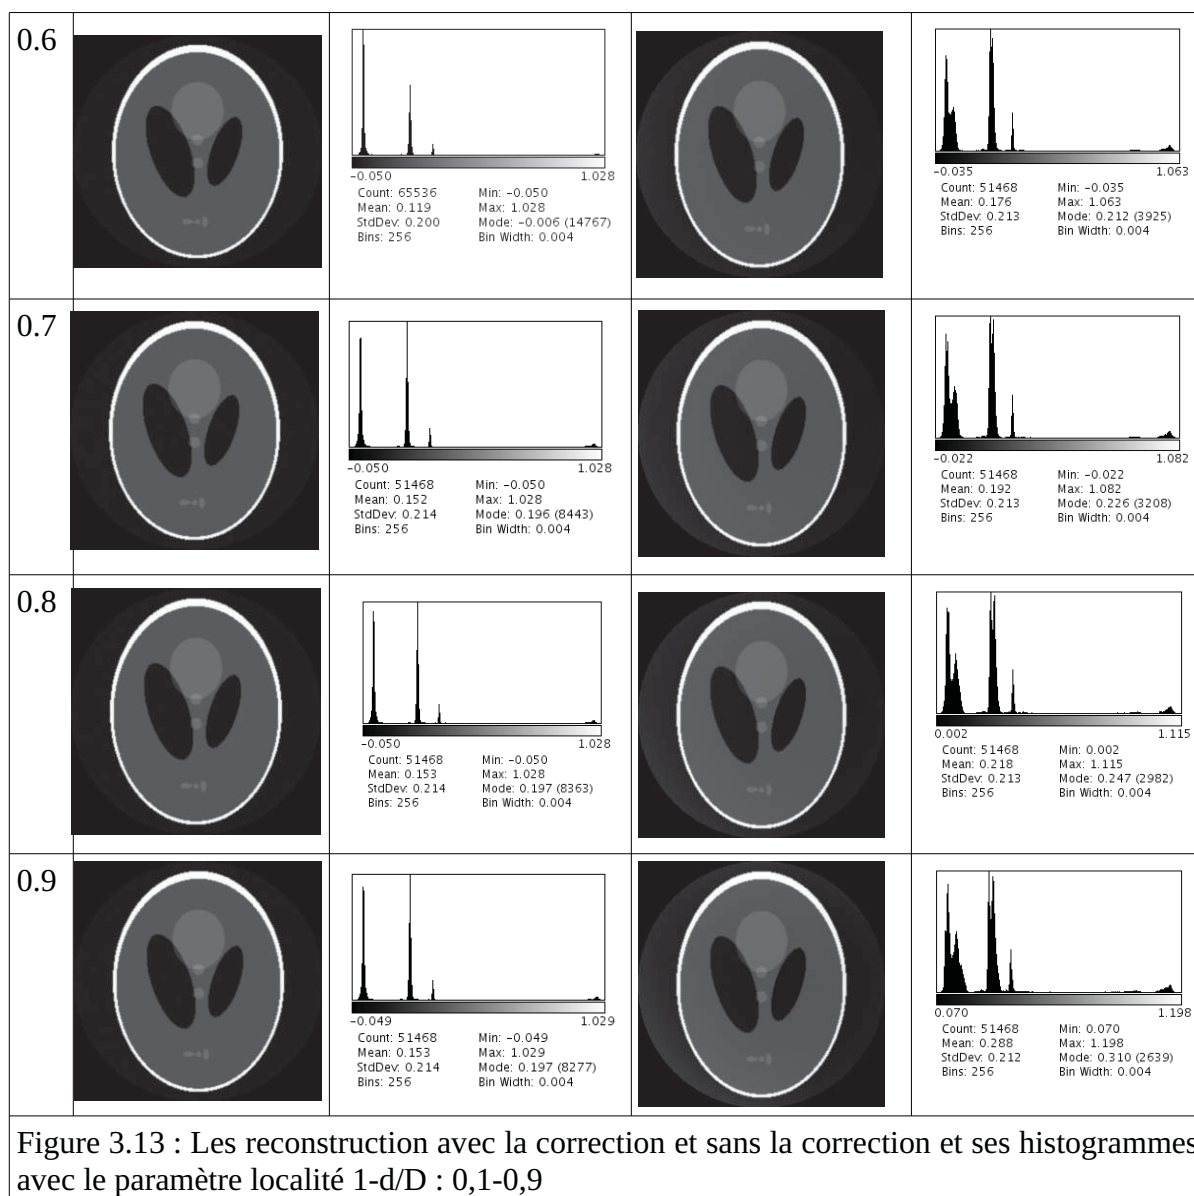 0.6
-0.050 1.028
Count: 65536 Min: -0.050
Mean: 0.119 Max: 1.028
StdDev: 0.200 Mode: -0.006 (14767)
Bins: 256 Bin Width: 0.004
-0.035 1.063
Count: 51468 Min: -0.035
Mean: 0.176 Max: 1.063
StdDev: 0.213 Mode: 0.212 (3925)
Bins: 256 Bin Width: 0.004
0.7
-0.050 1.028
Count: 51468 Min: -0.050
Mean: 0.152 Max: 1.028
StdDev: 0.214 Mode: 0.196 (8443)
Bins: 256 Bin Width: 0.004
-0.022 1.082
Count: 51468 Min: -0.022
Mean: 0.192 Max: 1.082
StdDev: 0.213 Mode: 0.226 (3208)
Bins: 256 Bin Width: 0.004
0.8
-0.050 1.028
Count: 51468 Min: -0.050
Mean: 0.153 Max: 1.028
StdDev: 0.214 Mode: 0.197 (8363)
Bins: 256 Bin Width: 0.004
0.002 1.115
Count: 51468 Min: 0.002
Mean: 0.218 Max: 1.115
StdDev: 0.213 Mode: 0.247 (2982)
Bins: 256 Bin Width: 0.004
0.9
-0.049 1.029
Count: 51468 Min: -0.049
Mean: 0.153 Max: 1.029
StdDev: 0.214 Mode: 0.197 (8277)
Bins: 256 Bin Width: 0.004
0.070 1.198
Count: 51468 Min: 0.070
Mean: 0.288 Max: 1.198
StdDev: 0.212 Mode: 0.310 (2639)
Bins: 256 Bin Width: 0.004
Figure 3.13 : Les reconstruction avec la correction et sans la correction et ses histogrammes
avec le paramètre localité 1-d/D : 0,1-0,9